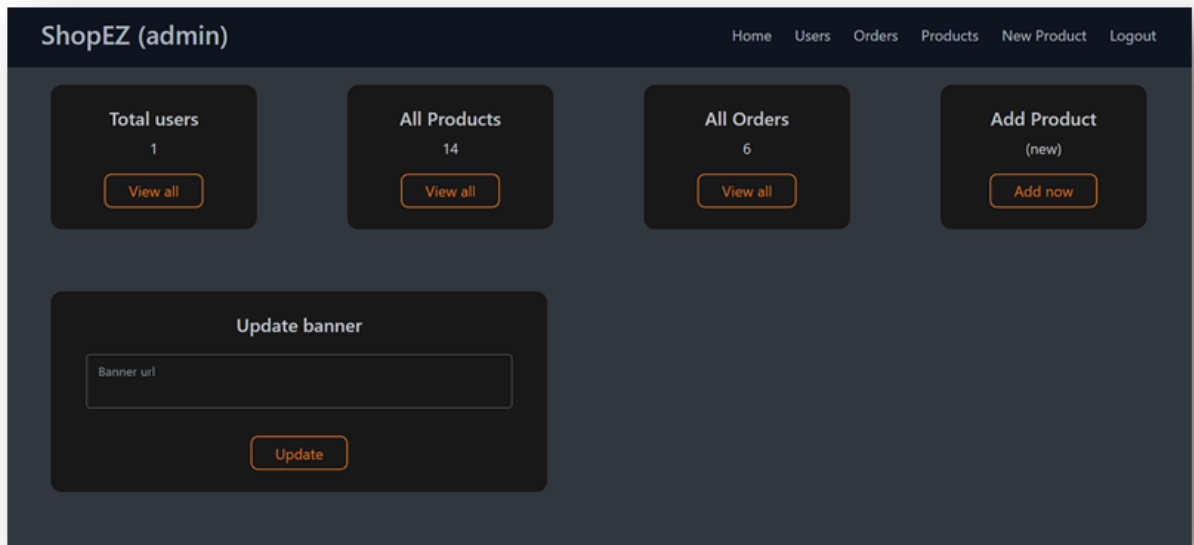 ShopEZ (admin)
Home Users Orders Products New Product Logout
Total users
1
View all
All Products
14
View all
All Orders
6
View all
Add Product
(new)
Add now
Update banner
Banner url
Update